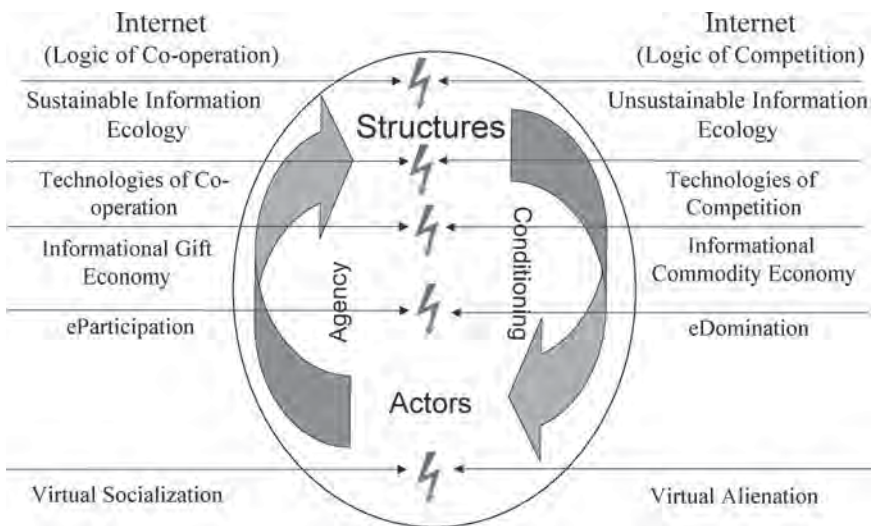 Internet
(Logic of Co-operation)
Internet
(Logic of Competition)
Sustainable Information
Ecology
Structures
Unsustainable Information
Ecology
Technologies of Co-
operation
Technologies of
Competition
Informational Gift
Economy
Agency
Conditioning
Informational
Commodity Economy
eParticipation
eDomination
Actors
Virtual Socialization
Virtual Alienation